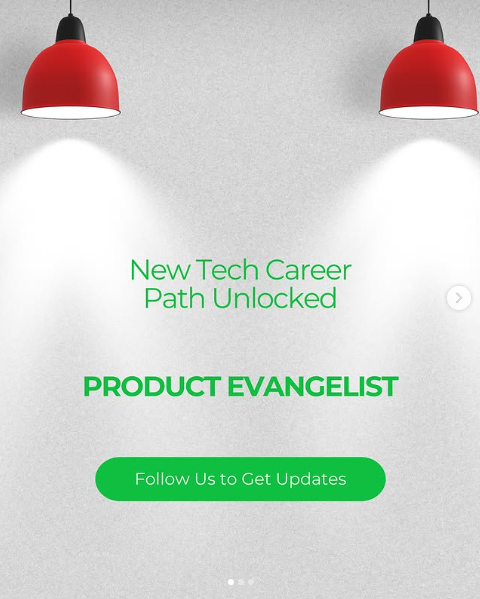 New Tech Career
Path Unlocked
PRODUCT EVANGELIST
Follow Us to Get Updates